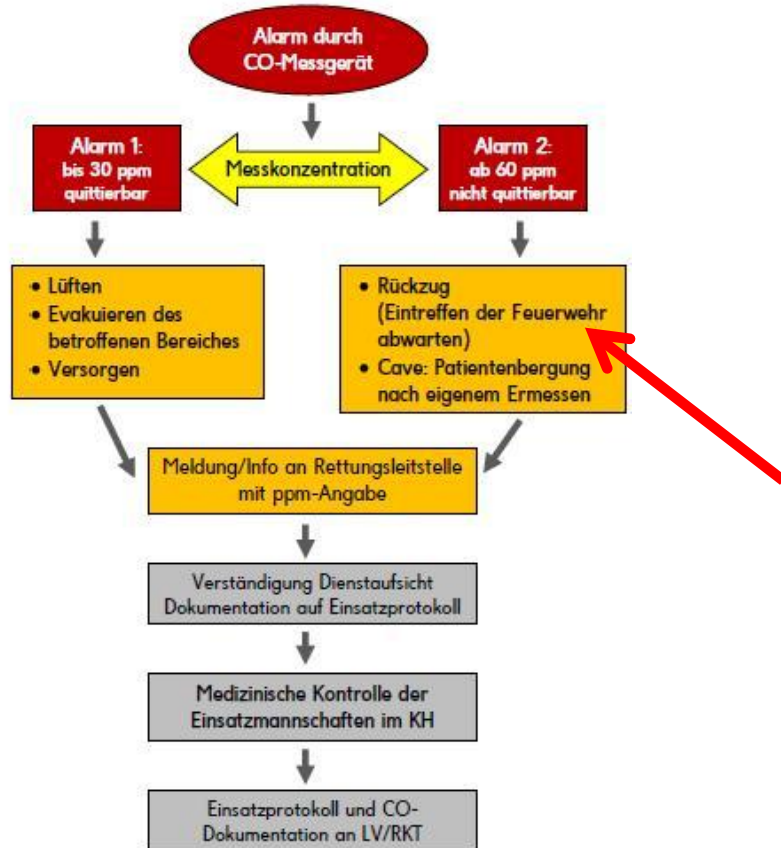 Alarm durch
CO-Messgerät
Alarm 1:
bis 30 ppm
quittierbar
Messkonzentration
Alarm 2:
ab 60 ppm
nicht quittierbar
• Lüften
• Evakuieren des
betroffenen Bereiches
• Versorgen
• Rückzug
(Eintreffen der Feuerwehr
abwarten)
• Cave: Patientenbergung
nach eigenem Ermessen
Meldung/Info an Rettungsleitstelle
mit ppm-Angabe
Verständigung Dienstaufsicht
Dokumentation auf Einsatzprotokoll
Medizinische Kontrolle der
Einsatzmannschaften im KH
Einsatzprotokoll und CO-
Dokumentation an LV/RKT